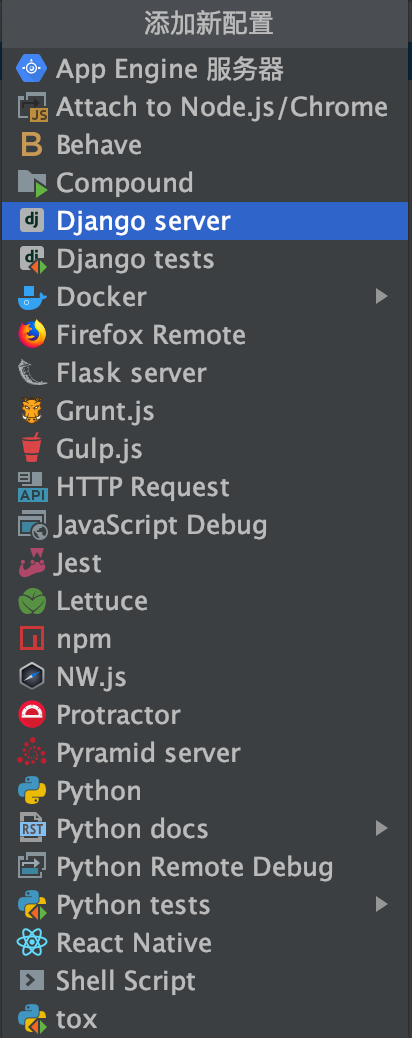 添加新配置
App Engine 服务器
Attach to Node.js/Chrome
Behave
Compound
Django server
Django tests
Docker
Firefox Remote
Flask server
Grunt.js
Gulp.js
HTTP Request
JavaScript Debug
Jest
Lettuce
npm
NW.js
Protractor
Pyramid server
Python
Python docs
Python Remote Debug
Python tests
React Native
Shell Script
tox